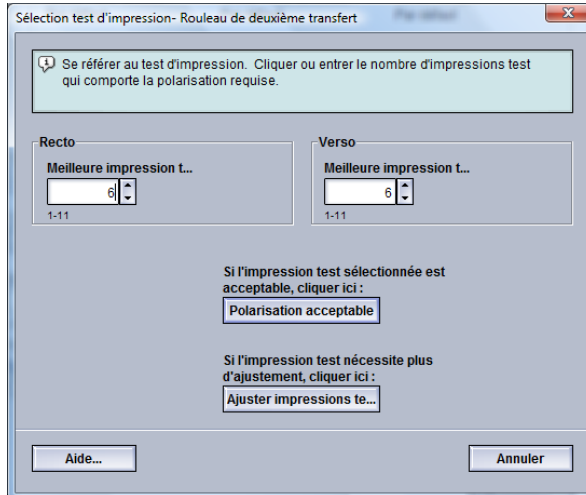 Sélection test d'impression- Rouleau de deuxième transfert
Se référer au test d'impression. Cliquer ou entrer le nombre d'impressions test
qui comporte la polarisation requise.
Recto
Meilleure impression t...
6
1-11
Verso
Meilleure impression t...
6
1-11
Si l'impression test sélectionnée est
acceptable, cliquer ici :
Polarisation acceptable
Si l'impression test nécessite plus
d'ajustement, cliquer ici :
Ajuster impressions te...
Aide...
Annuler